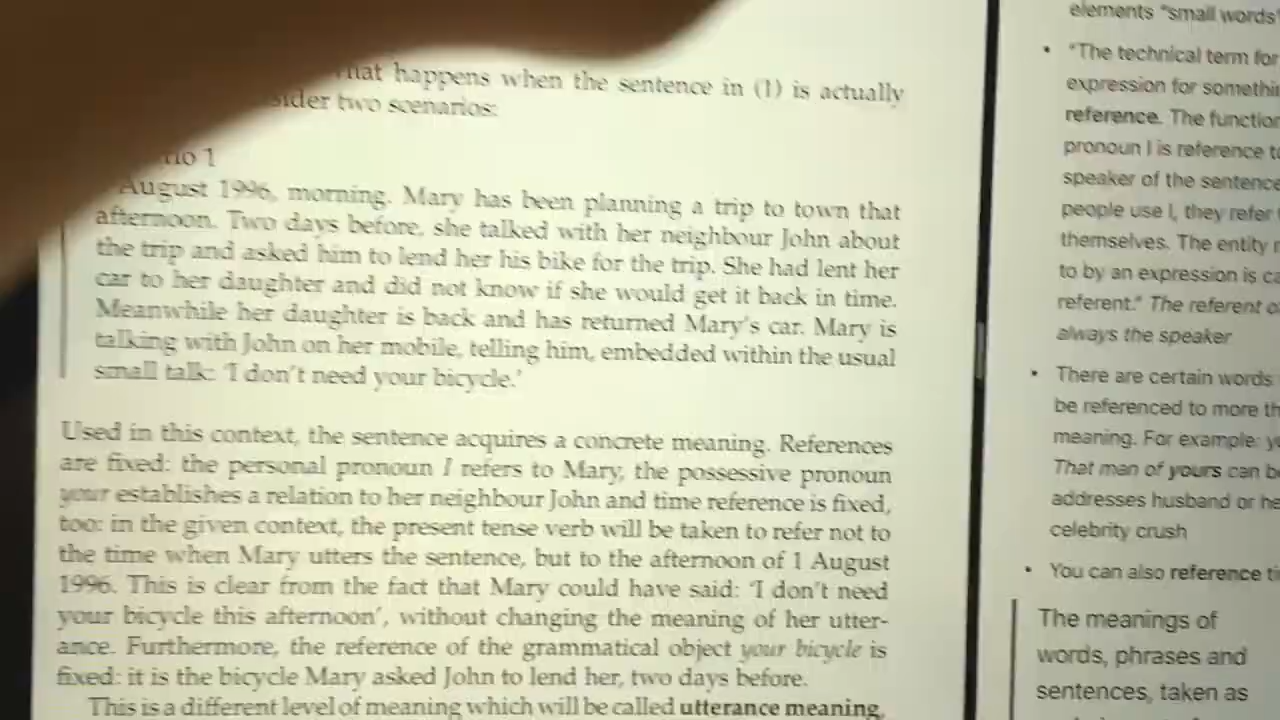 happens when the sentence in (1) is actually
two scenarios:
1
August 1996, morning. Mary has been planning a trip to town that
afternoon. Two days before, she talked with her neighbour John about
the trip and asked him to lend her his bike for the trip. She had lent her
car to her daughter and did not know if she would get it back in time.
Meanwhile her daughter is back and has returned Mary's car. Mary is
talking with John on her mobile, telling him, embedded within the usual
small talk: 'I don't need your bicycle.'
Used in this context, the sentence acquires a concrete meaning. References
are fixed: the personal pronoun I refers to Mary, the possessive pronoun
your establishes a relation to her neighbour John and time reference is fixed,
too: in the given context, the present tense verb will be taken to refer not to
the time when Mary utters the sentence, but to the afternoon of 1 August
1996. This is clear from the fact that Mary could have said: 'I don't need
your bicycle this afternoon', without changing the meaning of her utter-
ance. Furthermore, the reference of the grammatical object your bicycle is
fixed: it is the bicycle Mary asked John to lend her, two days before.
This is a different level of meaning which will be called utterance meaning,
elements "small words"
• "The technical term for
expression for
reference. The
pronoun I is reference
speaker of the sentence
people use I, they refer
themselves. The entity
to by an expression is
referent." The referent
always the speaker
• There are certain words
be referenced to more
meaning. For example:
That man of yours can
addresses husband or
celebrity crush
• You can also reference
The meanings of
words, phrases and
sentences, taken as